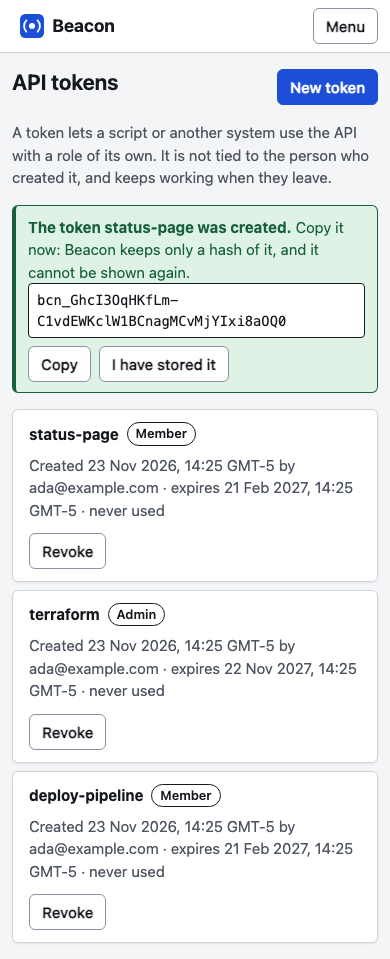 Beacon
Menu
API tokens
New token
A token lets a script or another system use the API
with a role of its own. It is not tied to the person who
created it, and keeps working when they leave.
The token status-page was created. Copy it
now: Beacon keeps only a hash of it, and it
cannot be shown again.
bcn_GhcI3OqHKfLm-
C1vdEWKclW1BCnagMCvMjYIxi8aOQ0
Copy
I have stored it
status-page Member
Created 23 Nov 2026, 14:25 GMT-5 by
ada@example.com · expires 21 Feb 2027, 14:25
GMT-5 · never used
Revoke
terraform Admin
Created 23 Nov 2026, 14:25 GMT-5 by
ada@example.com · expires 22 Nov 2027, 14:25
GMT-5 · never used
Revoke
deploy-pipeline Member
Created 23 Nov 2026, 14:25 GMT-5 by
ada@example.com · expires 21 Feb 2027, 14:25
GMT-5 · never used
Revoke